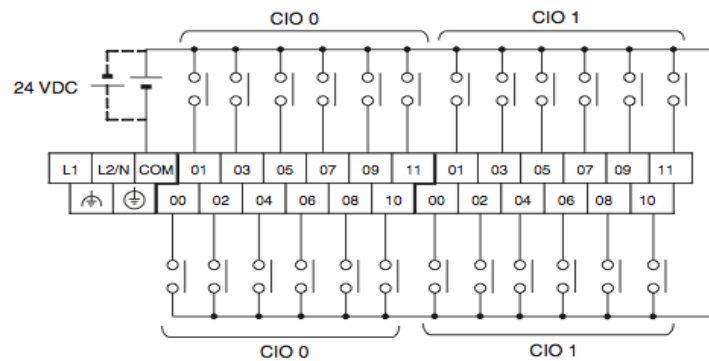 CIO 0 CIO 1
24 VDC
L1 L2/N COM 01 03 05 07 09 11 01 03 05 07 09 11
00 02 04 06 08 10 00 02 04 06 08 10
CIO 0 CIO 1